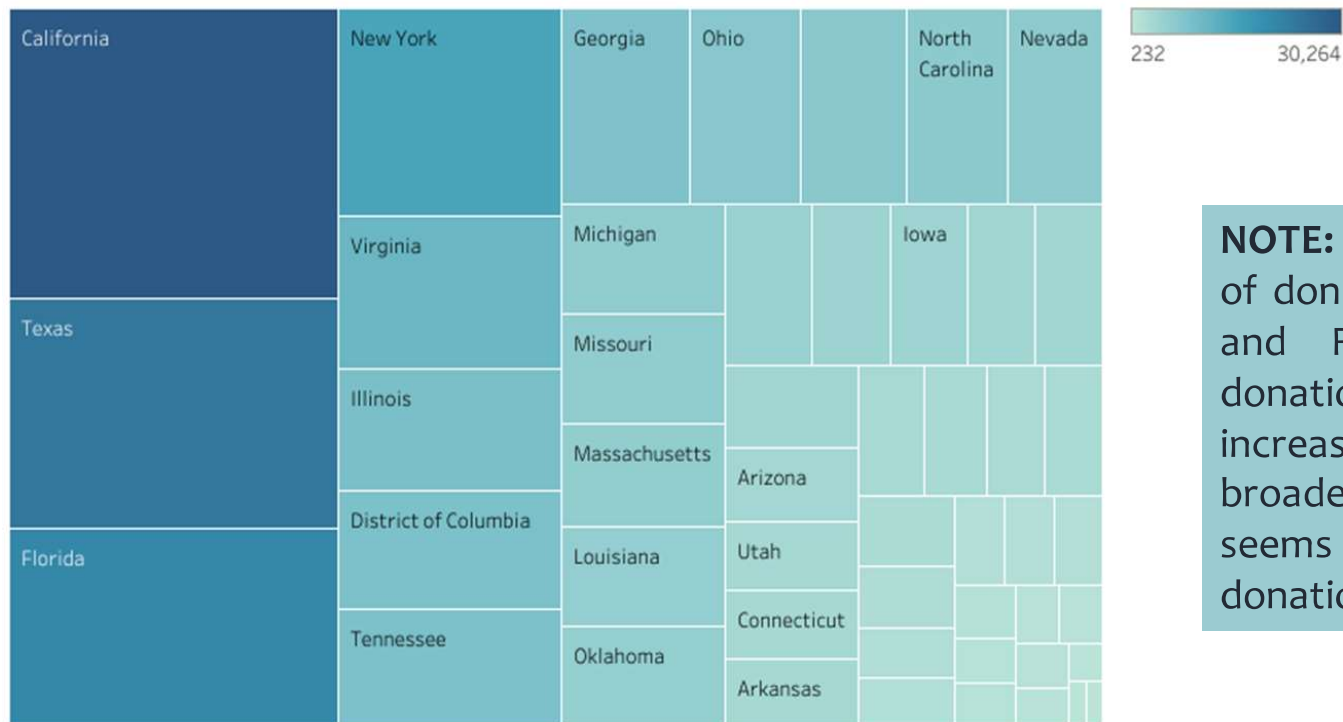 California
New York
Georgia
Ohio
North
Carolina
Nevada
232
30,264
Virginia
Michigan
Iowa
Texas
Missouri
Illinois
Massachusetts
Arizona
District of Columbia
Florida
Louisiana
Utah
Connecticut
Tennessee
Oklahoma
Arkansas
NOTE:
of don
and
donatio
increas
broade
seems
donatio